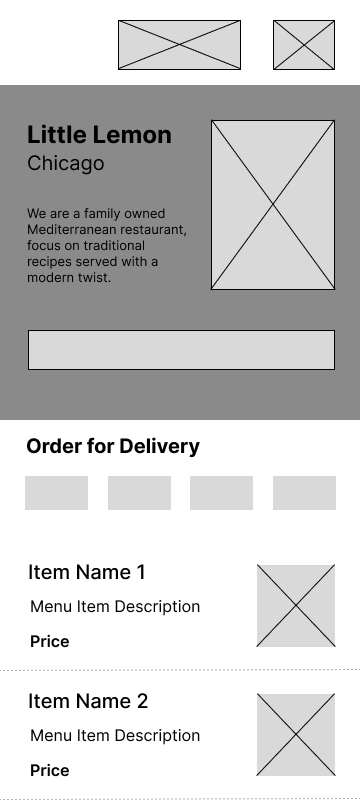 Little Lemon
Chicago
We are a family owned
Mediterranean restaurant,
focus on traditional
recipes served with a
modern twist.
Order for Delivery
Item Name 1
Menu Item Description
Price
Item Name 2
Menu Item Description
Price